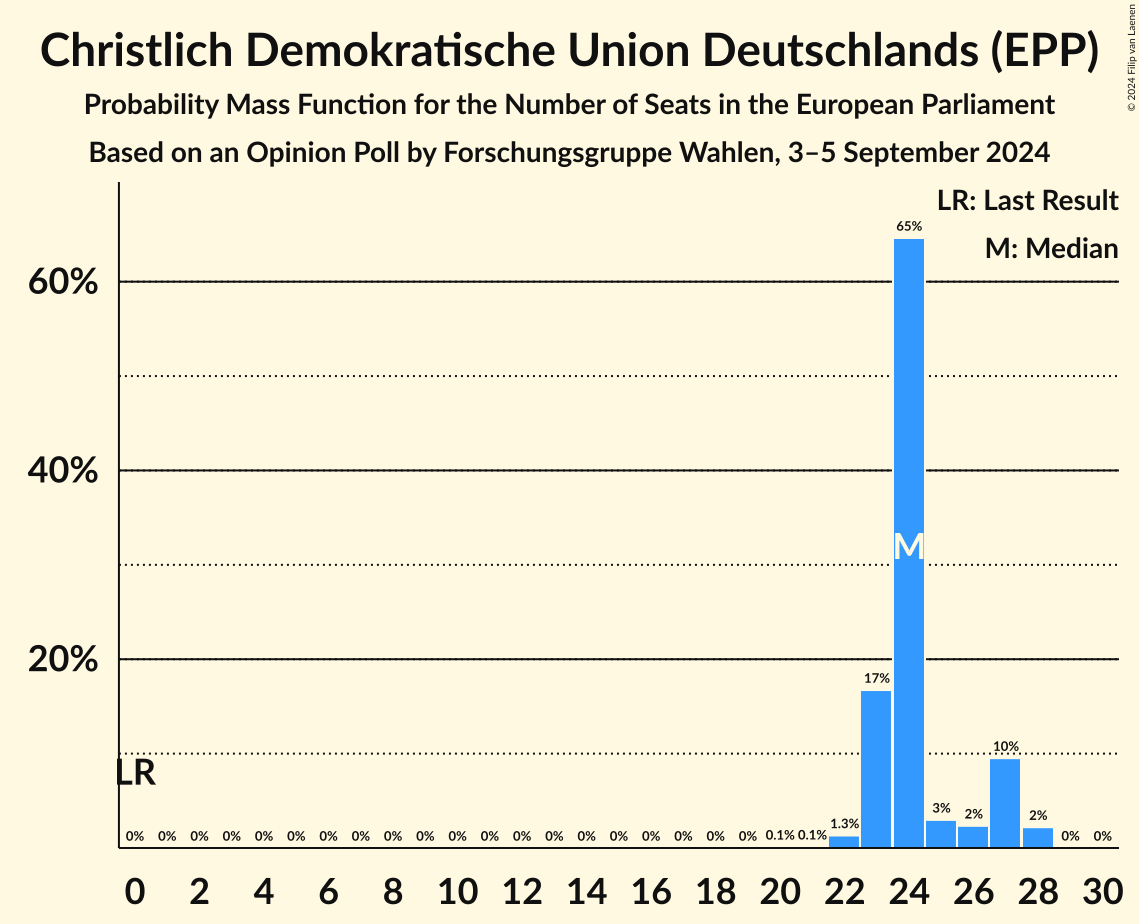 Christlich Demokratische Union Deutschlands (EPP)
Probability Mass Function for the Number of Seats in the European Parliament
Based on an Opinion Poll by Forschungsgruppe Wahlen, 3–5 September 2024
© 2024 Filip van Laenen
LR: Last Result
M: Median
65%
60%
40%
M
20%
17%
10%
LR
0% 0% 0% 0% 0% 0% 0% 0% 0% 0% 0% 0% 0% 0% 0% 0% 0% 0% 0% 0% 0.1% 0.1% 1.3% 3% 2% 2% 0% 0%
0 2 4 6 8 10 12 14 16 18 20 22 24 26 28 30